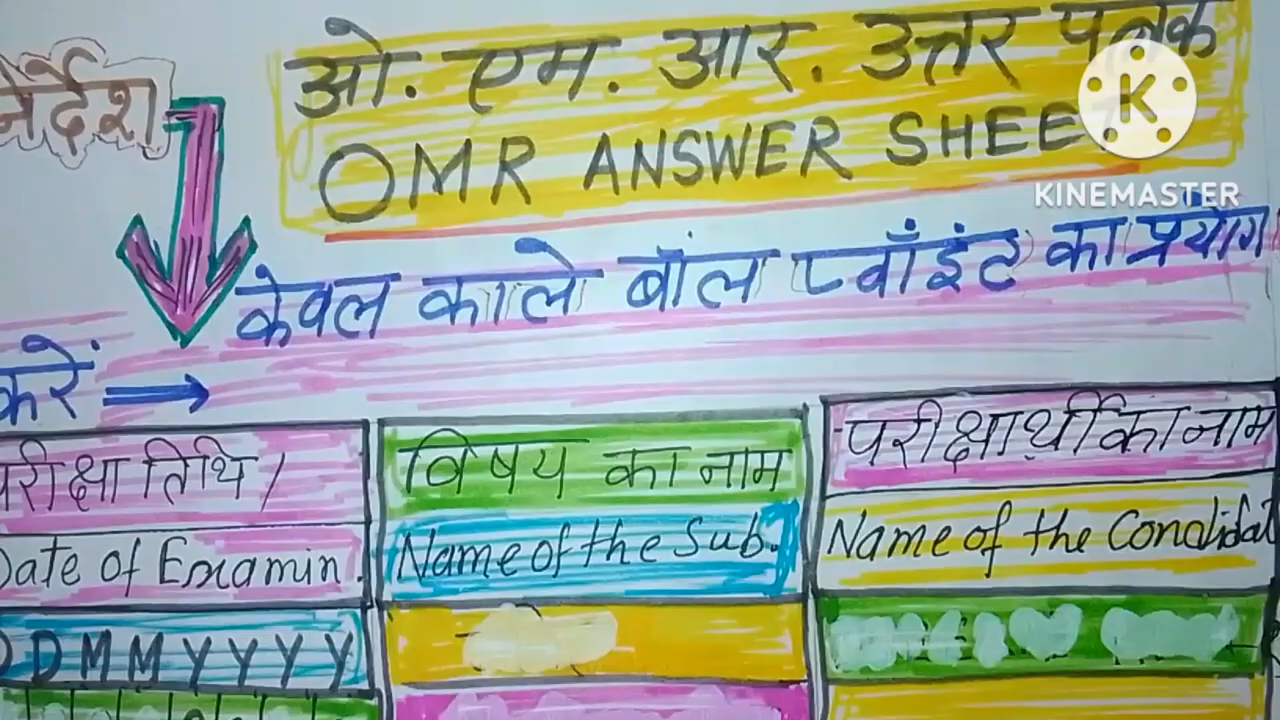 निर्देश
ओ. एम. आर. उत्तर पत्रक
OMR ANSWER SHEET
KINEMASTER
केवल काले बॉल प्वाँइंट का प्रयोग
करें
परीक्षा तिथि /
Date of Examin.
DDMMYYYY
विषय का नाम
Name of the Sub.
परीक्षार्थी का नाम
Name of the Candidat